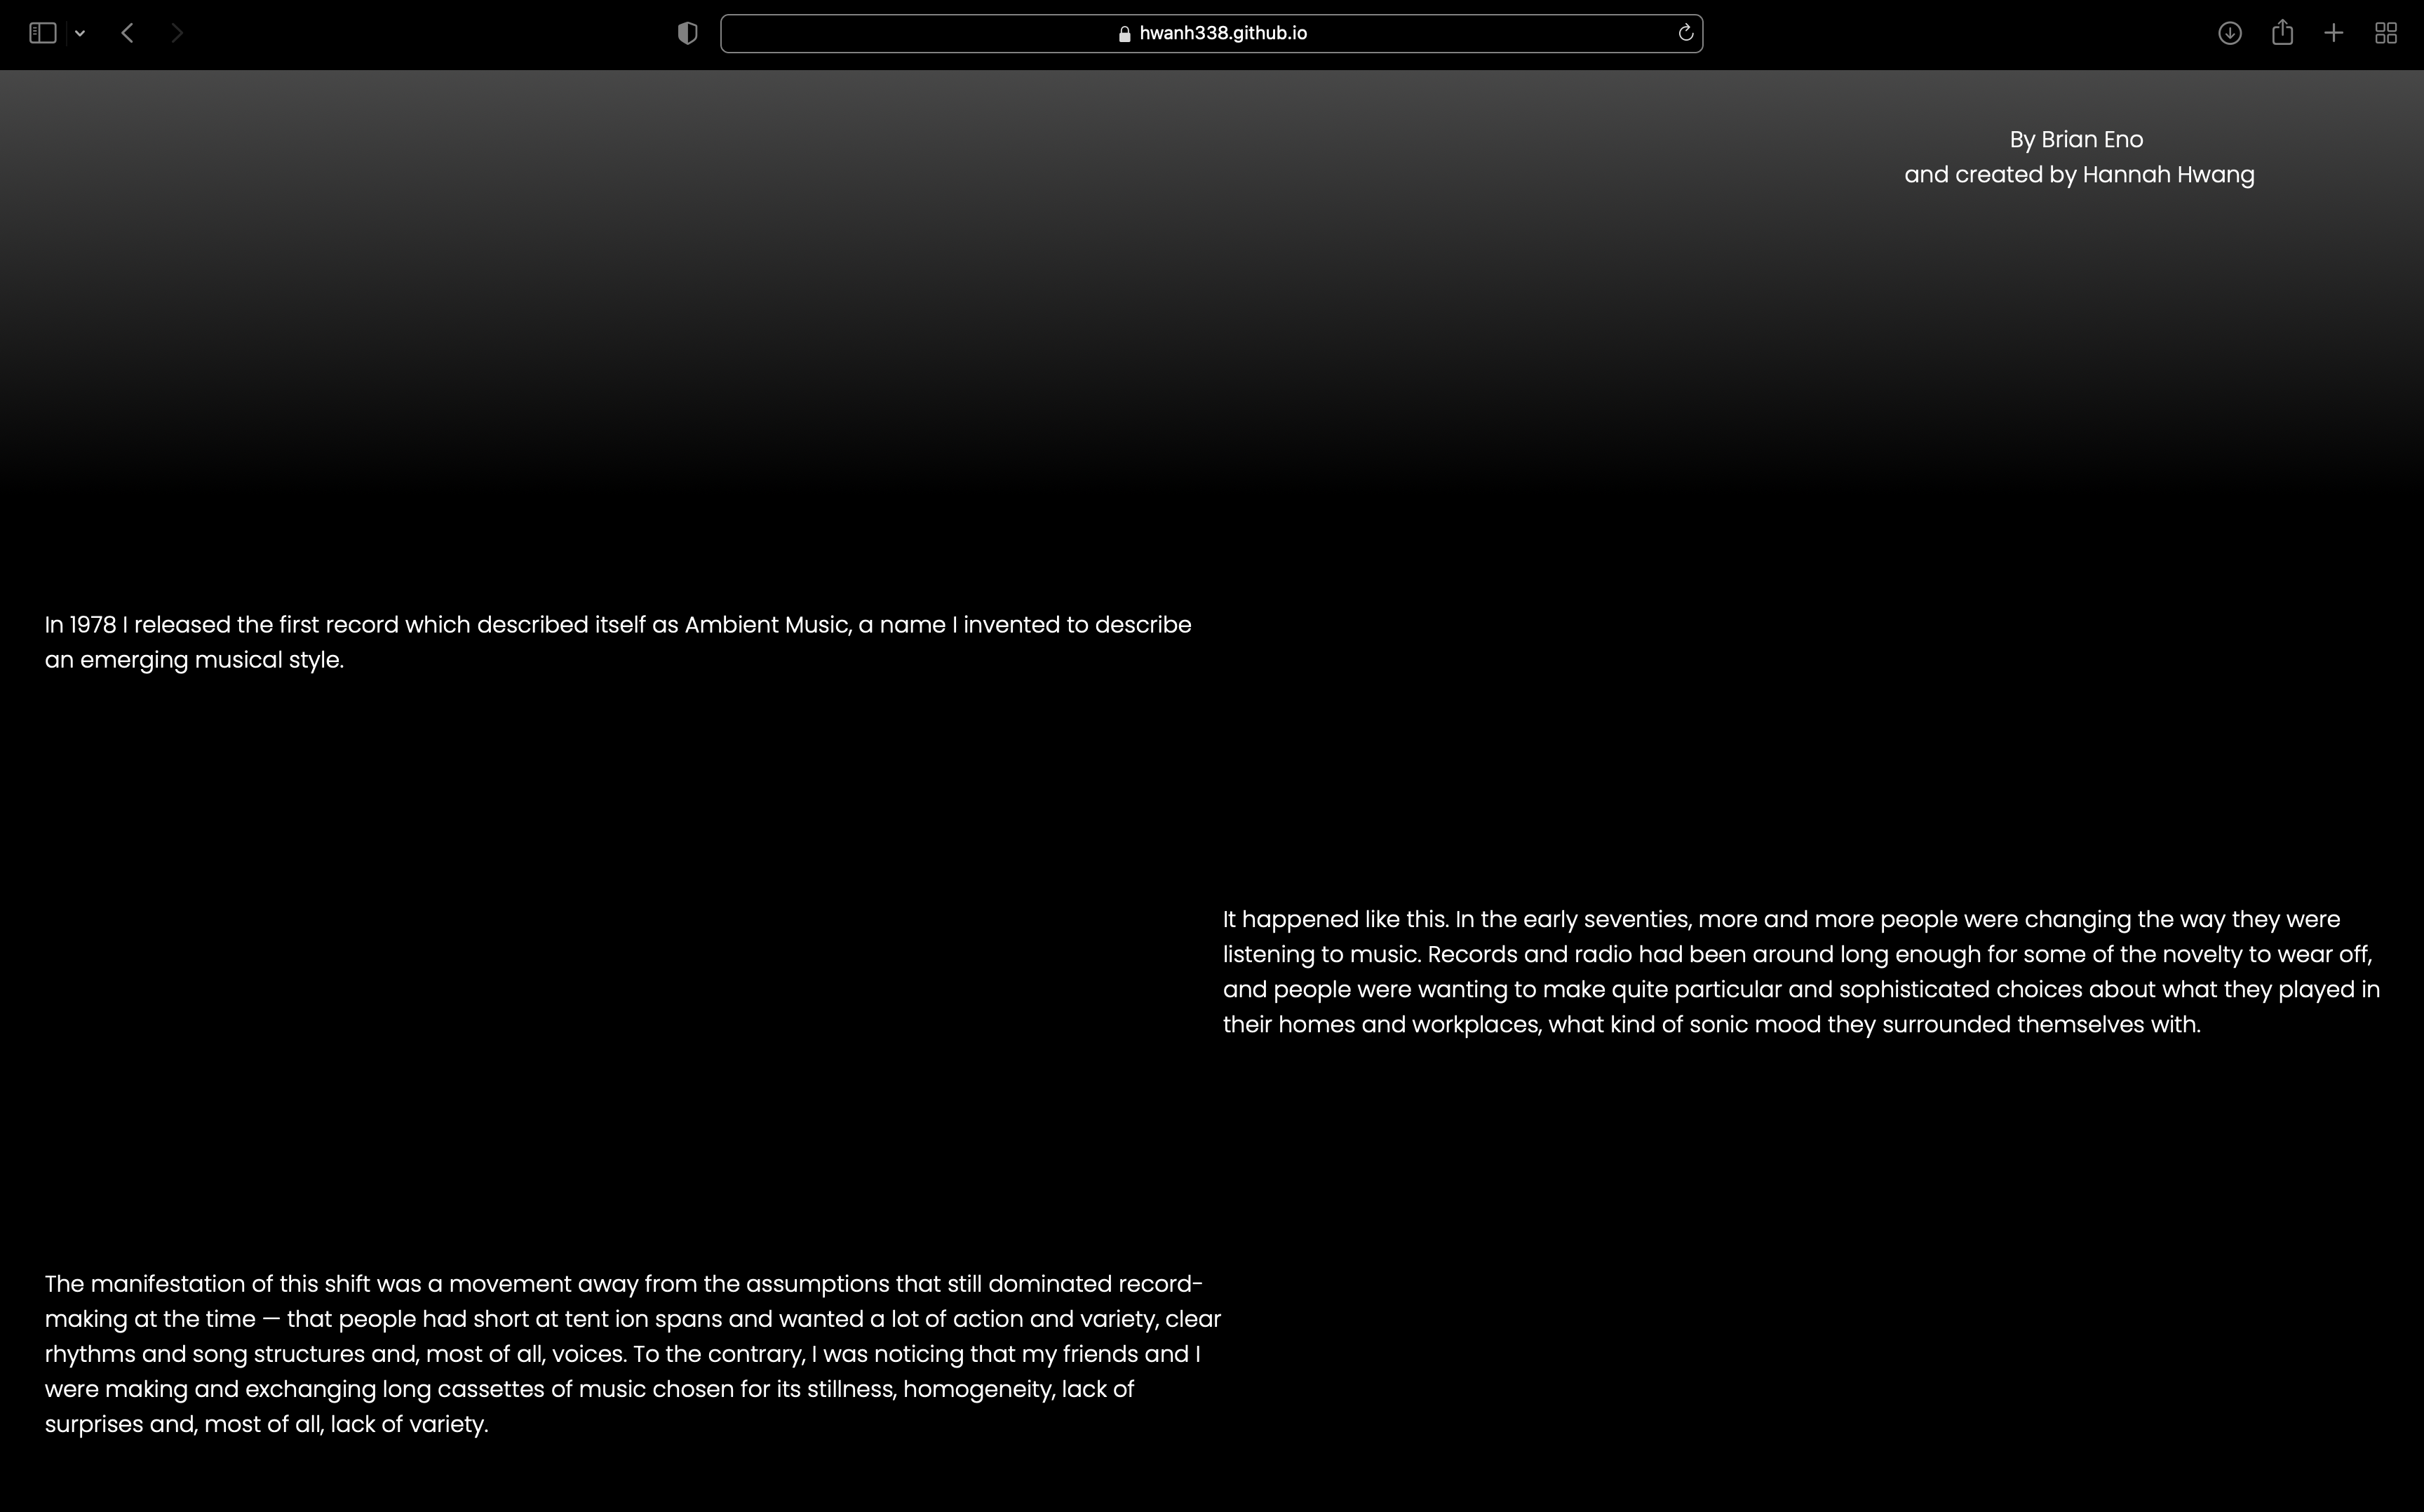 hwanh338.github.io
By Brian Eno
and created by Hannah Hwang
In 1978 I released the first record which described itself as Ambient Music, a name I invented to describe
an emerging musical style.
It happened like this. In the early seventies, more and more people were changing the way they were
listening to music. Records and radio had been around long enough for some of the novelty to wear off,
and people were wanting to make quite particular and sophisticated choices about what they played in
their homes and workplaces, what kind of sonic mood they surrounded themselves with.
The manifestation of this shift was a movement away from the assumptions that still dominated record-
making at the time — that people had short at tent ion spans and wanted a lot of action and variety, clear
rhythms and song structures and, most of all, voices. To the contrary, I was noticing that my friends and I
were making and exchanging long cassettes of music chosen for its stillness, homogeneity, lack of
surprises and, most of all, lack of variety.